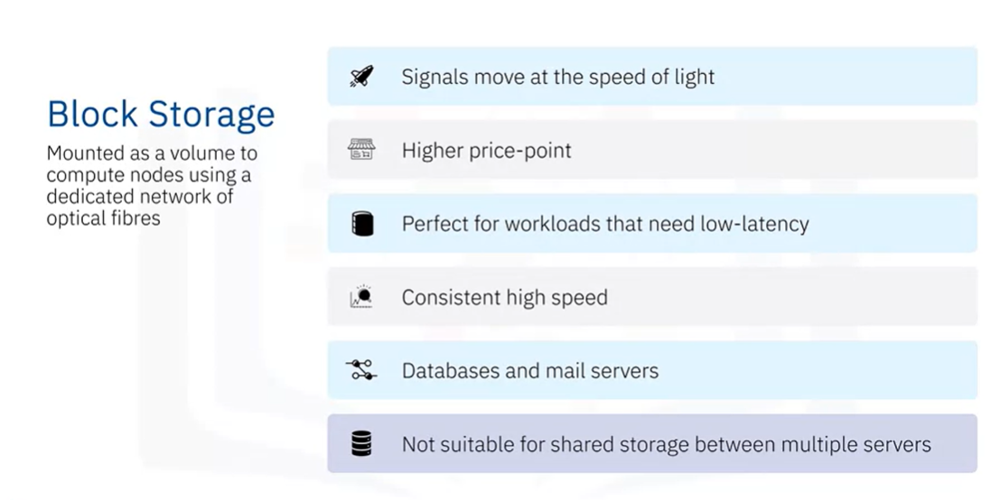 Block Storage
Mounted as a volume to
compute nodes using a
dedicated network of
optical fibres
Signals move at the speed of light
Higher price-point
Perfect for workloads that need low-latency
Consistent high speed
Databases and mail servers
Not suitable for shared storage between multiple servers